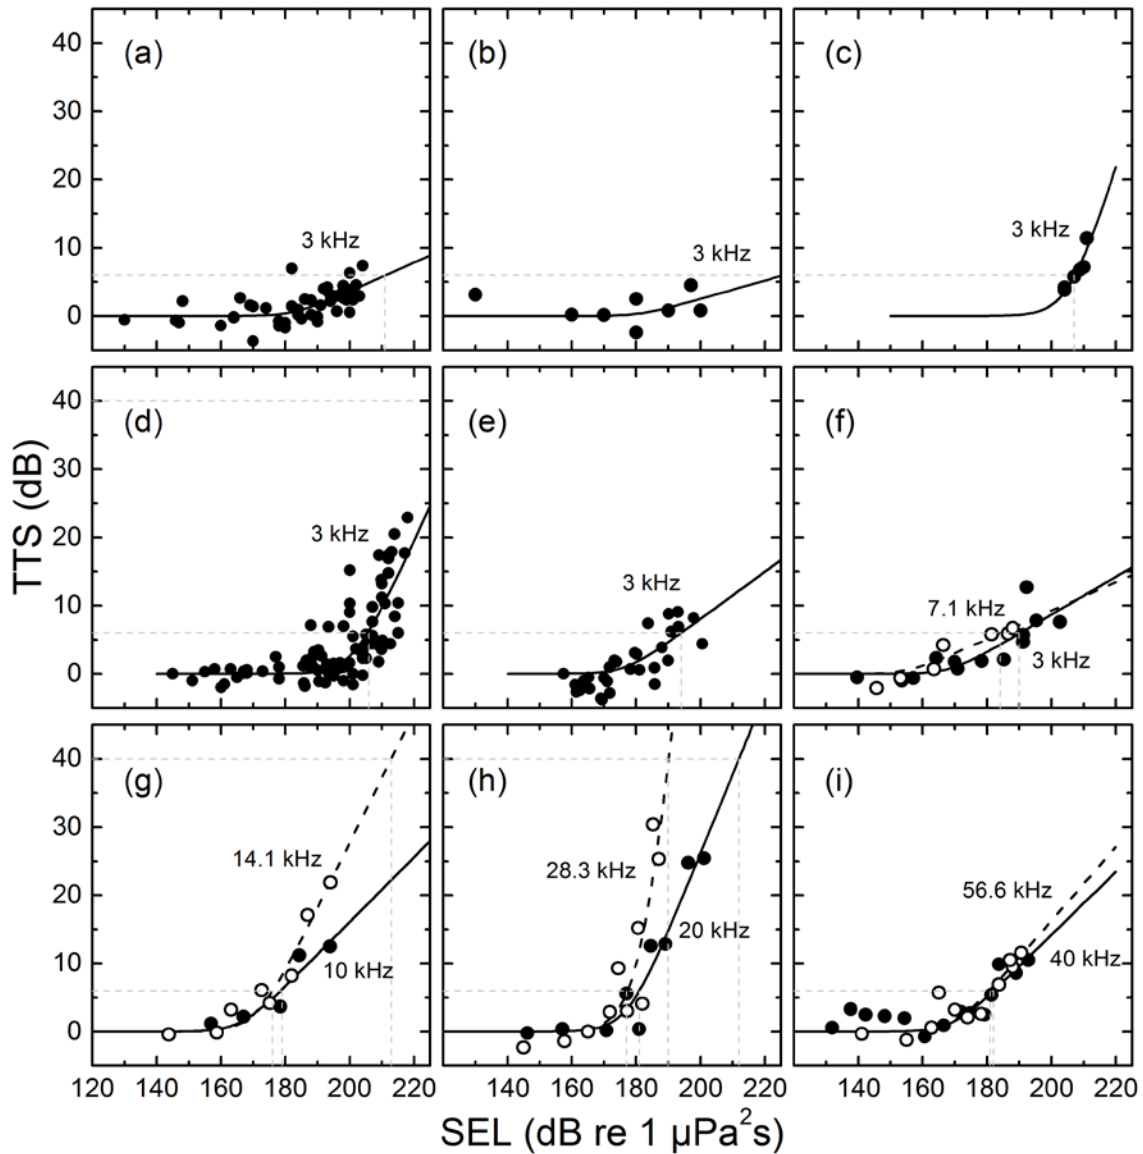 (a) (b) (c)
40
30
20
10
0
3 kHz 3 kHz 3 kHz
(d) (e) (f)
40
30
20
10
0
3 kHz 3 kHz 7.1 kHz 3 kHz
TTS (dB)
(g) (h) (i)
40
30
20
10
0
14.1 kHz 10 kHz 28.3 kHz 20 kHz 56.6 kHz 40 kHz
120 140 160 180 200 220 140 160 180 200 140 160 180 200 220
SEL (dB re 1 μPa²s)